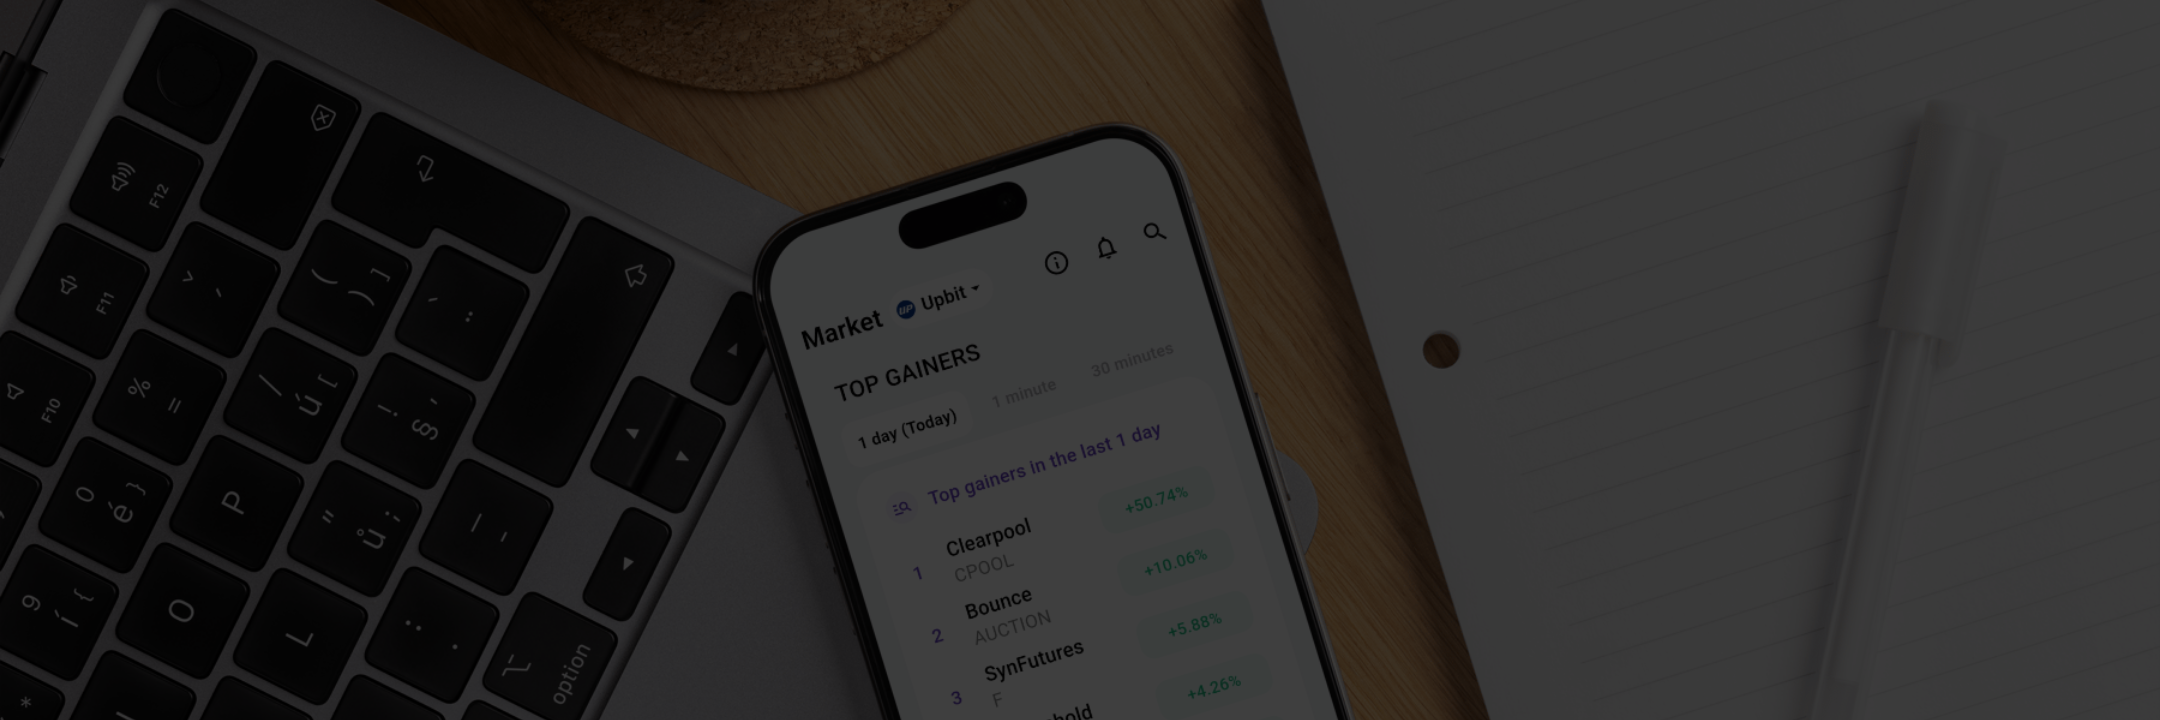 Market Upbit
TOP GAINERS
1 day (Today) 1 minute 30 minutes
Top gainers in the last 1 day
1 Clearpool +50.74%
CPOOL
2 Bounce +10.06%
AUCTION
3 SynFutures +5.88%
F
+4.26%
F12
F11
F10
% =
/ ú [
( ) ]
! § '
P
é }
" ů ;
9 í {
O
L
option
*